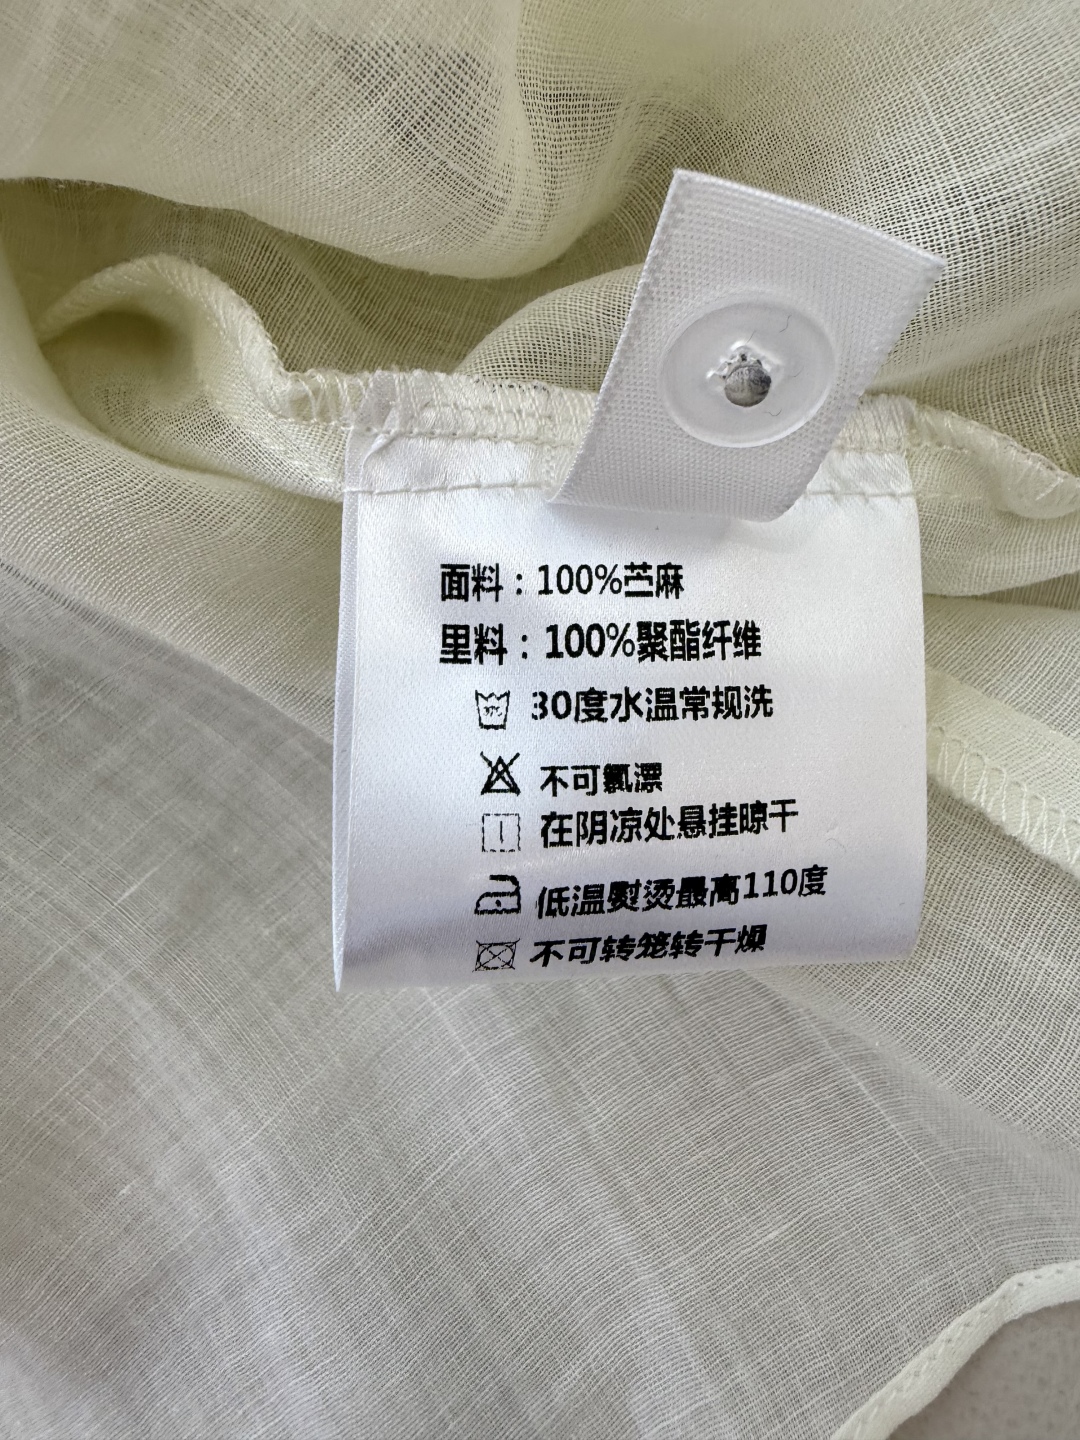 面料：100%苎麻
里料：100%聚酯纤维
30℃ 30度水温常规洗
不可氯漂
在阴凉处悬挂晾干
低温熨烫最高110度
不可转笼转干燥